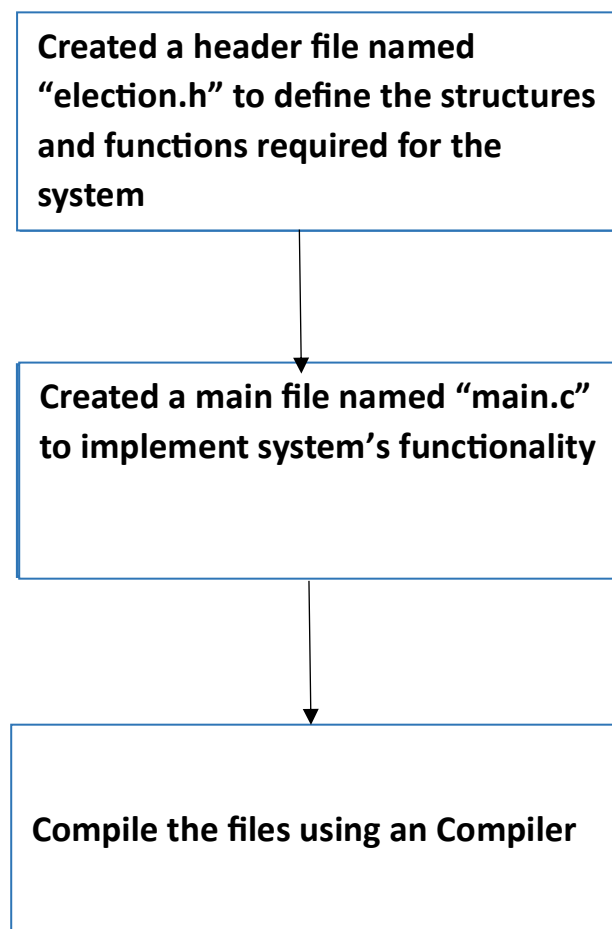 Created a header file named
“election.h” to define the structures
and functions required for the
system
Created a main file named “main.c”
to implement system’s functionality
Compile the files using an Compiler